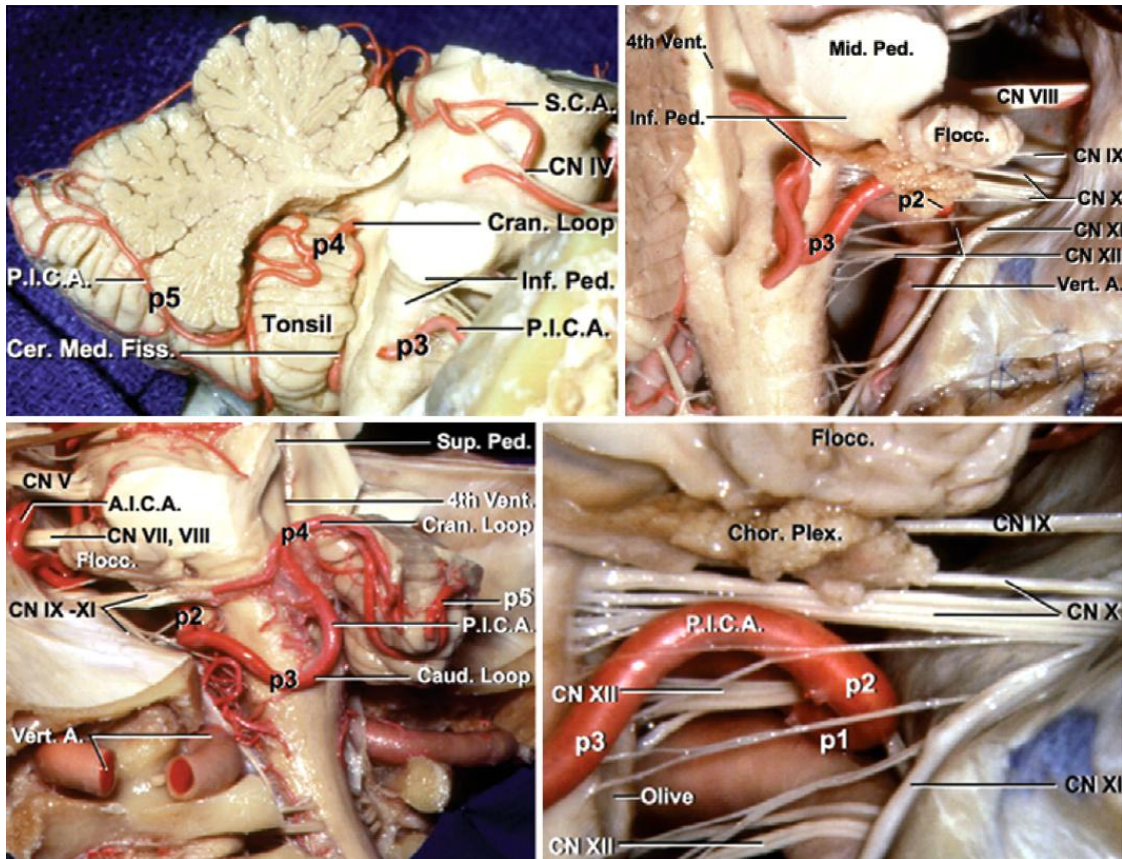 S.C.A.
CN IV
Cran. Loop
p4
P.I.C.A.
Inf. Ped.
p5
Tonsil
P.I.C.A.
Cer. Med. Fiss.
p3
4th Vent.
Mid. Ped.
CN VIII
Inf. Ped.
Flocc.
CN IX
p2
CN X
p3
CN XI
CN XII
Vert. A.
Sup. Ped.
CN V
A.I.C.A.
4th Vent.
Cran. Loop
CN VII, VIII
p4
Flocc.
CN IX -XI
p2
p5
P.I.C.A.
p3
Caud. Loop
Vert. A.
Flocc.
Chor. Plex.
CN IX
CN X
P.I.C.A.
CN XII
p2
p3
p1
CN XI
Olive
CN XII